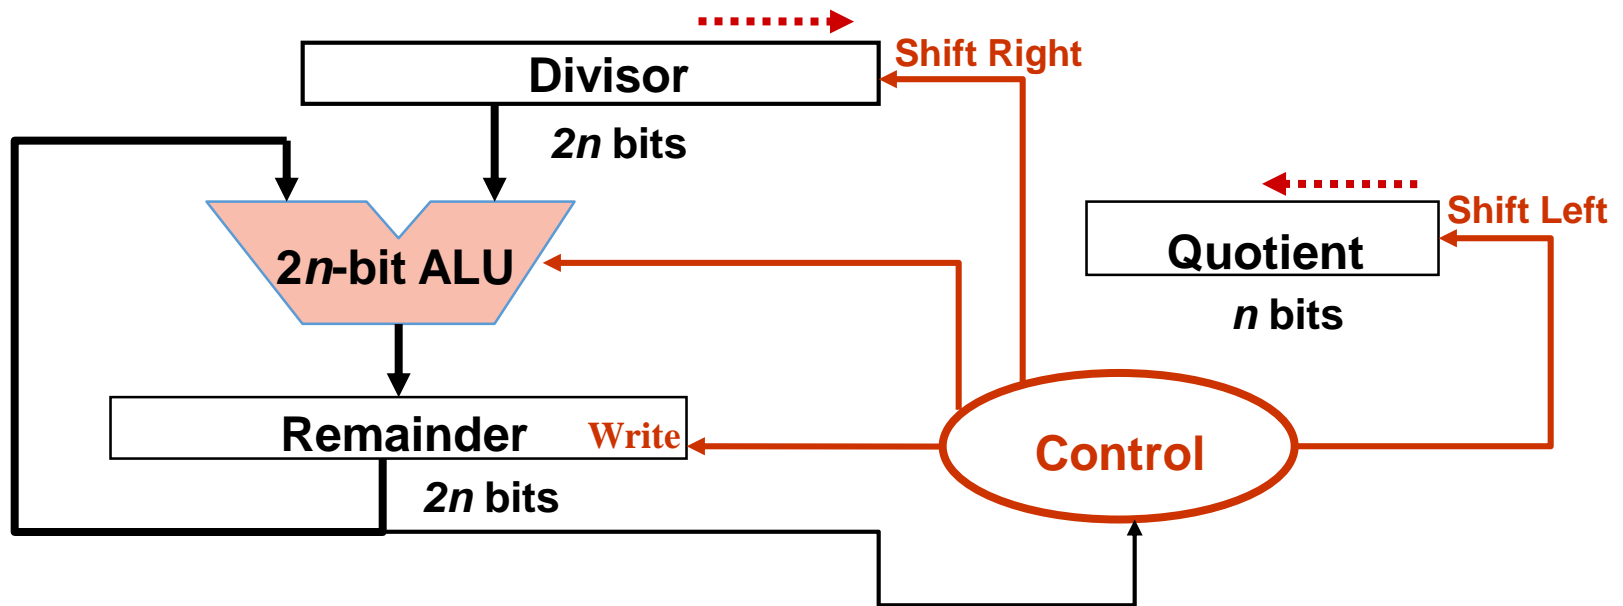 Shift Right
Divisor
2n bits
Shift Left
2n-bit ALU
Quotient
n bits
Remainder
Write
Control
2n bits